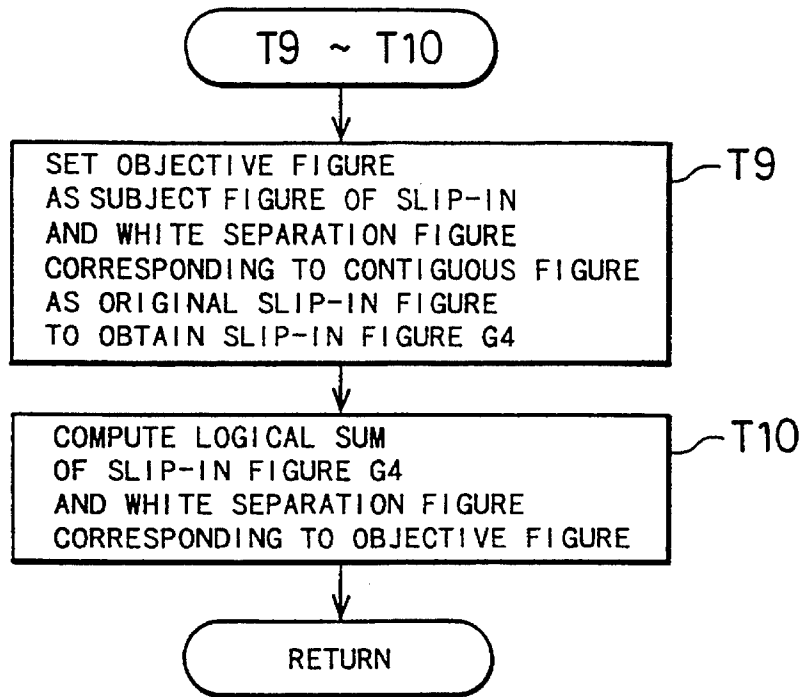 T9 ~ T10
SET OBJECTIVE FIGURE
AS SUBJECT FIGURE OF SLIP-IN
AND WHITE SEPARATION FIGURE
CORRESPONDING TO CONTIGUOUS FIGURE
AS ORIGINAL SLIP-IN FIGURE
TO OBTAIN SLIP-IN FIGURE G4
T9
COMPUTE LOGICAL SUM
OF SLIP-IN FIGURE G4
AND WHITE SEPARATION FIGURE
CORRESPONDING TO OBJECTIVE FIGURE
T10
RETURN